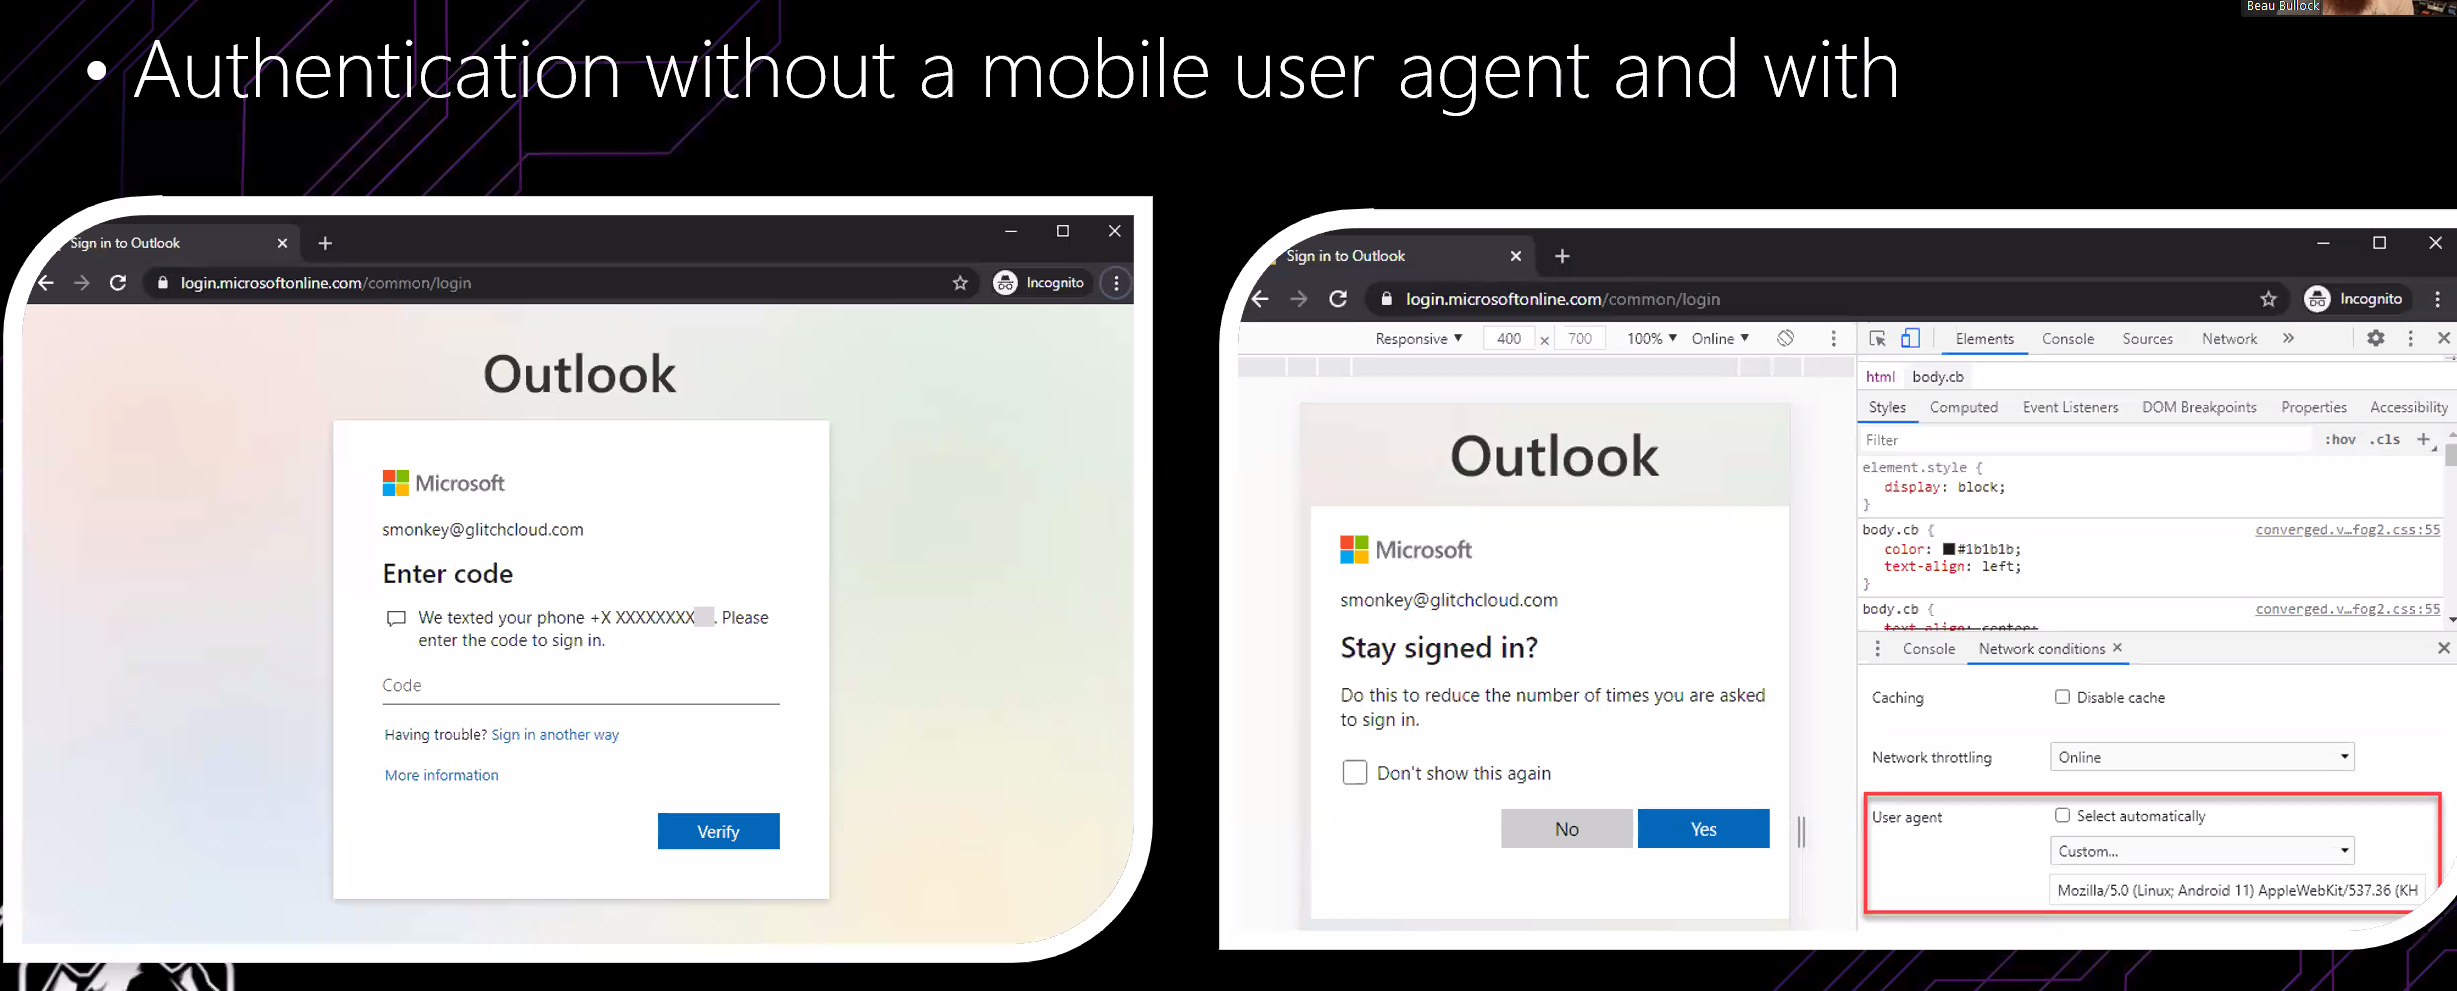 Beau Bullock
• Authentication without a mobile user agent and with
Sign in to Outlook
login.microsoftonline.com/common/login
Incognito
Outlook
Microsoft
smonkey@glitchcloud.com
Enter code
We texted your phone +X XXXXXXXX . Please
enter the code to sign in.
Code
Having trouble? Sign in another way
More information
Verify
Sign in to Outlook
login.microsoftonline.com/common/login
Incognito
Responsive 400 × 700 100% Online
Outlook
Microsoft
smonkey@glitchcloud.com
Stay signed in?
Do this to reduce the number of times you are asked
to sign in.
Don't show this again
No Yes
Elements Console Sources Network »
html body.cb
Styles Computed Event Listeners DOM Breakpoints Properties Accessibility
Filter :hov .cls +
element.style {
display: block;
}
body.cb { converged.v…fog2.css:55
color: #1b1b1b;
text-align: left;
}
body.cb { converged.v…fog2.css:55
text-align: center;
Console Network conditions ×
Caching Disable cache
Network throttling Online
User agent Select automatically
Custom...
Mozilla/5.0 (Linux; Android 11) AppleWebKit/537.36 (KH